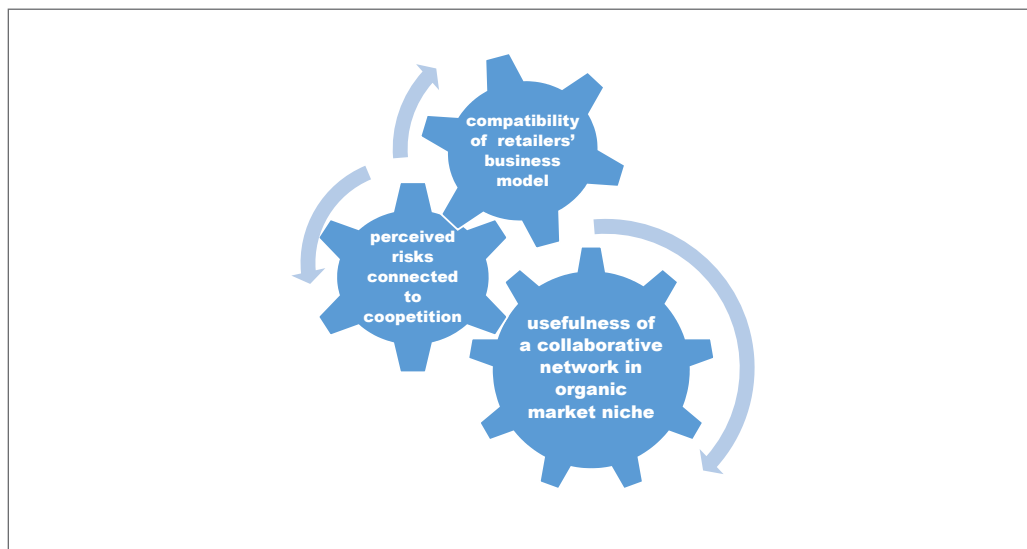 compatibility
of retailers’
business
model
perceived
risks
connected
to
coopetition
usefulness of
a collaborative
network in
organic
market niche